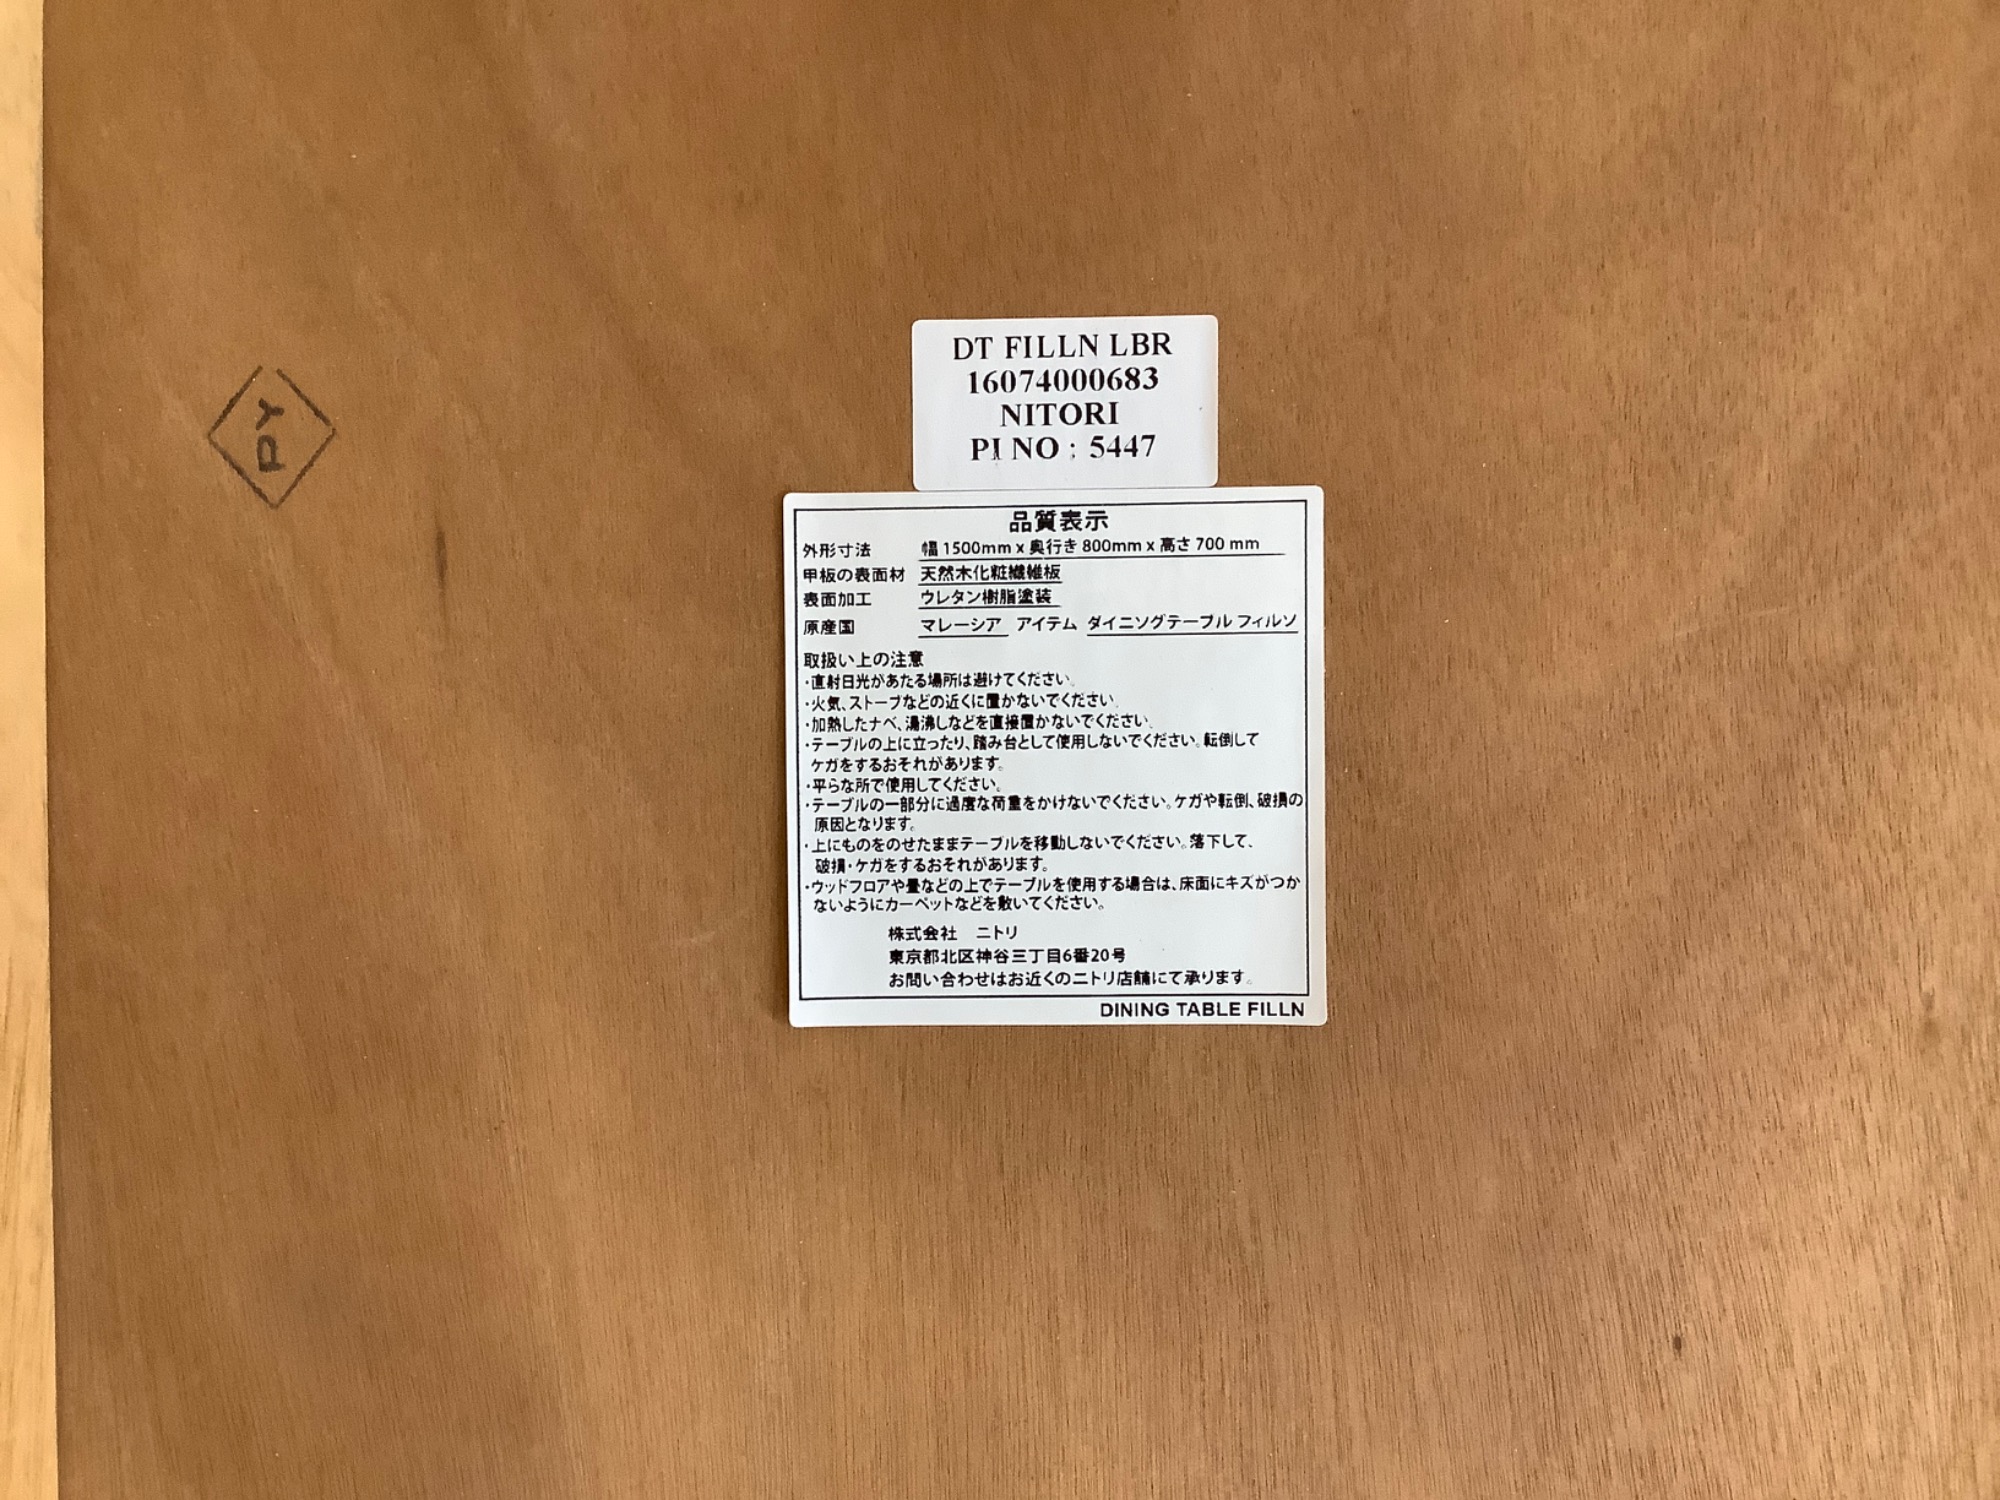 PY
DT FILLN LBR
16074000683
NITORI
PI NO : 5447
品質表示
外形寸法 幅 1500mm x 奥行き 800mm x 高さ 700 mm
甲板の表面材 天然木化粧繊維板
表面加工 ウレタン樹脂塗装
原産国 マレーシア アイテム ダイニソグテーブル フィルソ
取扱い上の注意
・直射日光があたる場所は避けてください。
・火気、ストーブなどの近くに置かないでください。
・加熱したナベ、湯沸しなどを直接置かないでください。
・テーブルの上に立ったり、踏み台として使用しないでください。転倒して
ケガをするおそれがあります。
・平らな所で使用してください。
・テーブルの一部分に過度な荷重をかけないでください。ケガや転倒、破損の
原因となります。
・上にものをのせたままテーブルを移動しないでください。落下して、
破損・ケガをするおそれがあります。
・ウッドフロアや畳などの上でテーブルを使用する場合は、床面にキズがつか
ないようにカーペットなどを敷いてください。
株式会社 ニトリ
東京都北区神谷三丁目6番20号
お問い合わせはお近くのニトリ店舗にて承ります。
DINING TABLE FILLN